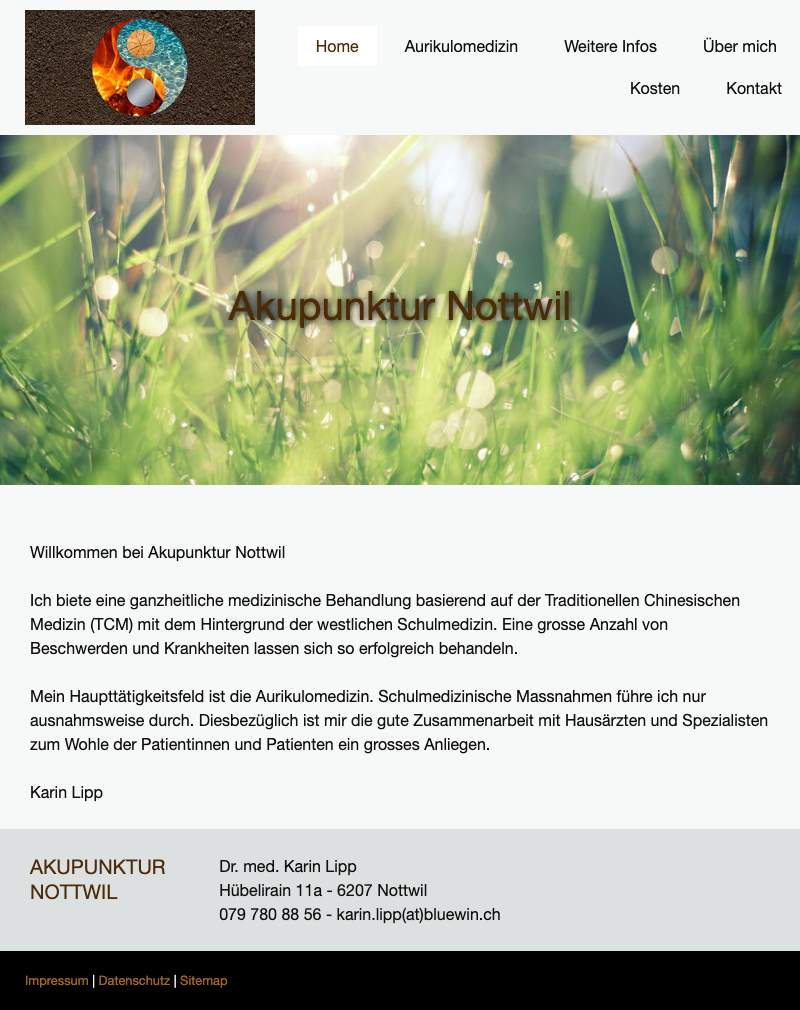 Home Aurikulomedizin Weitere Infos Über mich
Kosten Kontakt
Akupunktur Nottwil
Willkommen bei Akupunktur Nottwil
Ich biete eine ganzheitliche medizinische Behandlung basierend auf der Traditionellen Chinesischen
Medizin (TCM) mit dem Hintergrund der westlichen Schulmedizin. Eine grosse Anzahl von
Beschwerden und Krankheiten lassen sich so erfolgreich behandeln.
Mein Haupttätigkeitsfeld ist die Aurikulomedizin. Schulmedizinische Massnahmen führe ich nur
ausnahmsweise durch. Diesbezüglich ist mir die gute Zusammenarbeit mit Hausärzten und Spezialisten
zum Wohle der Patientinnen und Patienten ein grosses Anliegen.
Karin Lipp
AKUPUNKTUR
NOTTWIL
Dr. med. Karin Lipp
Hübelirain 11a - 6207 Nottwil
079 780 88 56 - karin.lipp(at)bluewin.ch
Impressum | Datenschutz | Sitemap